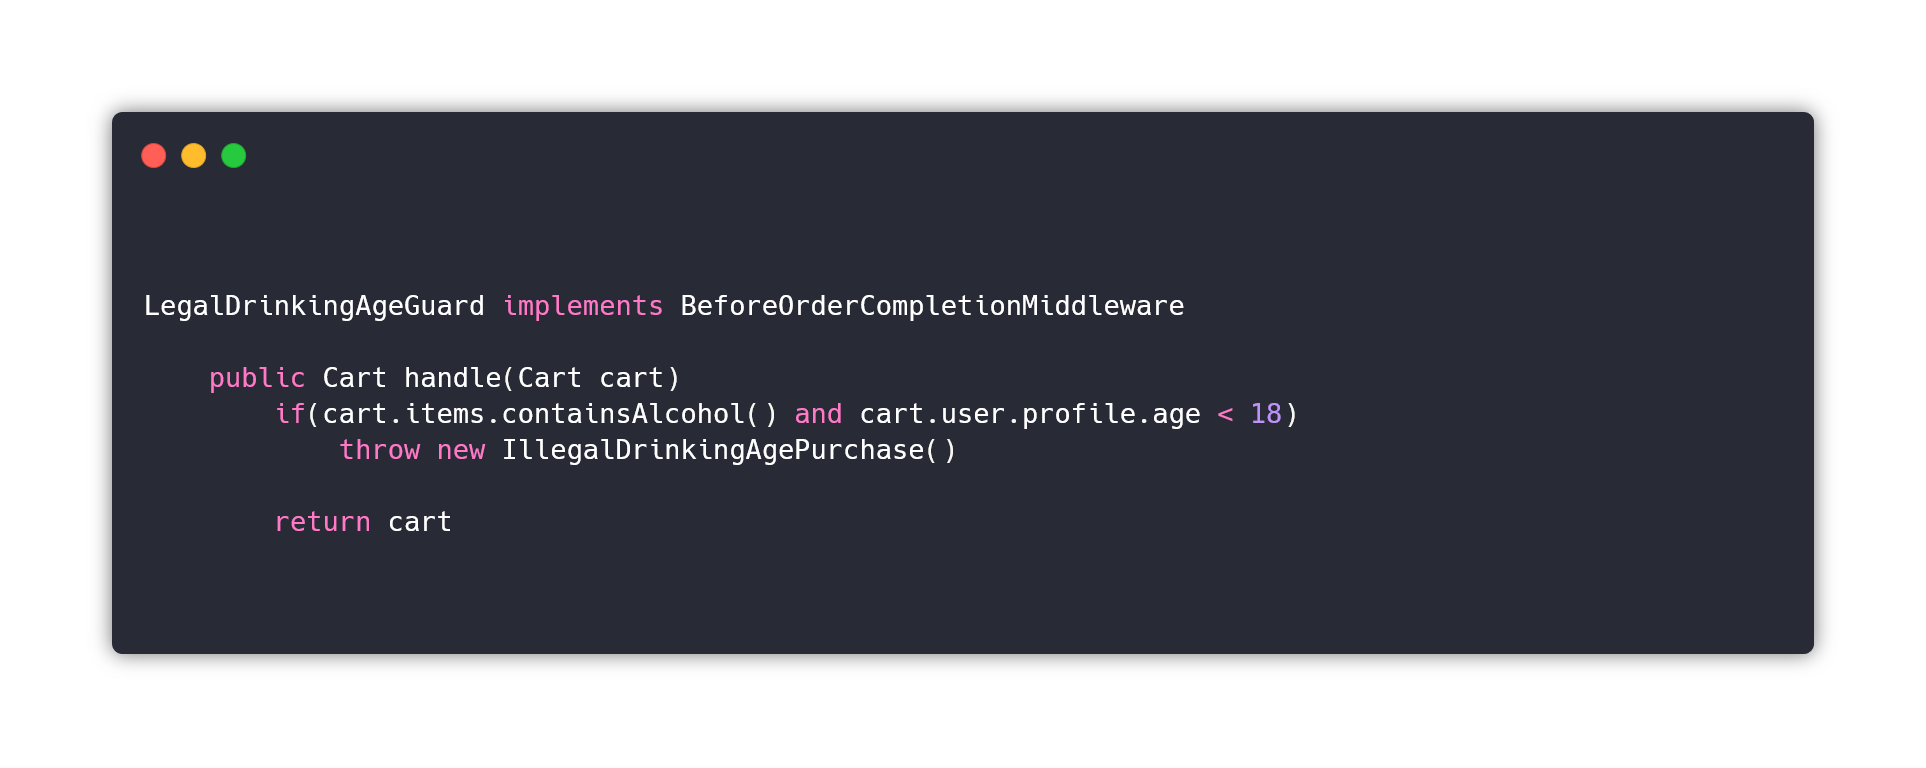 LegalDrinkingAgeGuard implements BeforeOrderCompletionMiddleware
public Cart handle(Cart cart)
if(cart.items.containsAlcohol() and cart.user.profile.age < 18)
throw new IllegalDrinkingAgePurchase()
return cart